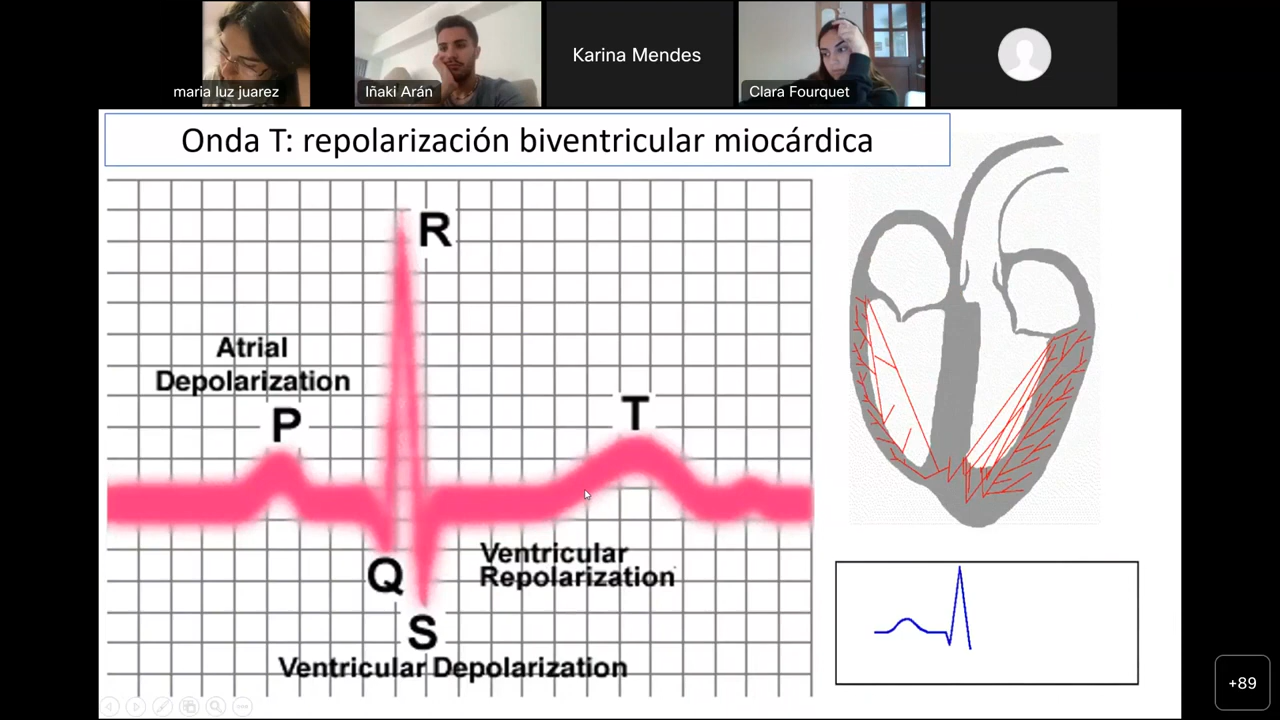 maria luz juarez
Iñaki Arán
Karina Mendes
Clara Fourquet
Onda T: repolarización biventricular miocárdica
R
Atrial
Depolarization
P
T
Ventricular
Repolarization
Q
S
Ventricular Depolarization
+89